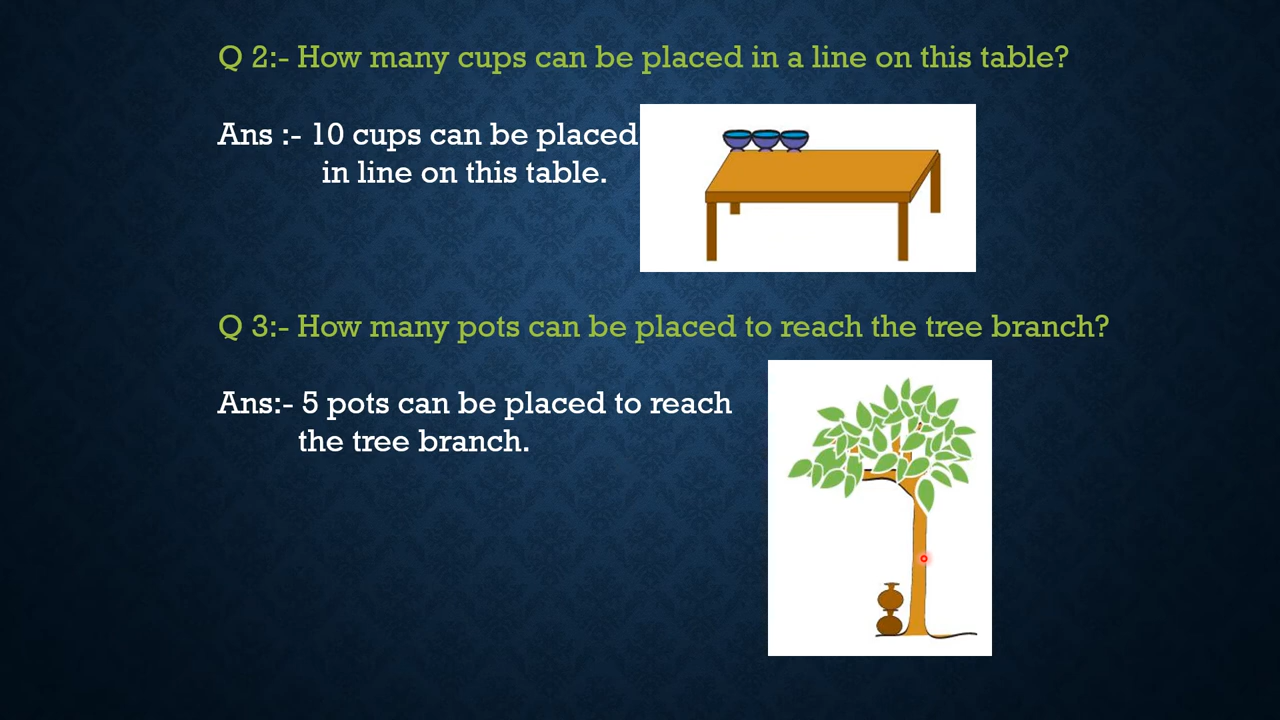 Q 2:- How many cups can be placed in a line on this table?
Ans :- 10 cups can be placed
in line on this table.
Q 3:- How many pots can be placed to reach the tree branch?
Ans:- 5 pots can be placed to reach
the tree branch.